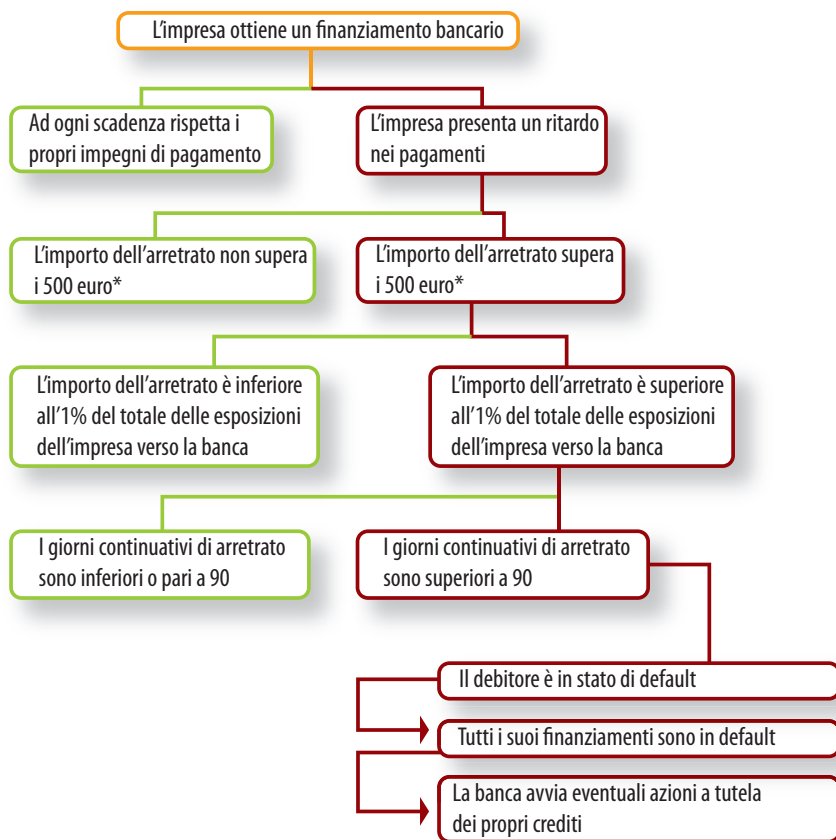 L'impresa ottiene un finanziamento bancario
Ad ogni scadenza rispetta i
propri impegni di pagamento
L'impresa presenta un ritardo
nei pagamenti
L'importo dell'arretrato non supera
i 500 euro*
L'importo dell'arretrato supera
i 500 euro*
L'importo dell'arretrato è inferiore
all'1% del totale delle esposizioni
dell'impresa verso la banca
L'importo dell'arretrato è superiore
all'1% del totale delle esposizioni
dell'impresa verso la banca
I giorni continuativi di arretrato
sono inferiori o pari a 90
I giorni continuativi di arretrato
sono superiori a 90
Il debitore è in stato di default
Tutti i suoi finanziamenti sono in default
La banca avvia eventuali azioni a tutela
dei propri crediti